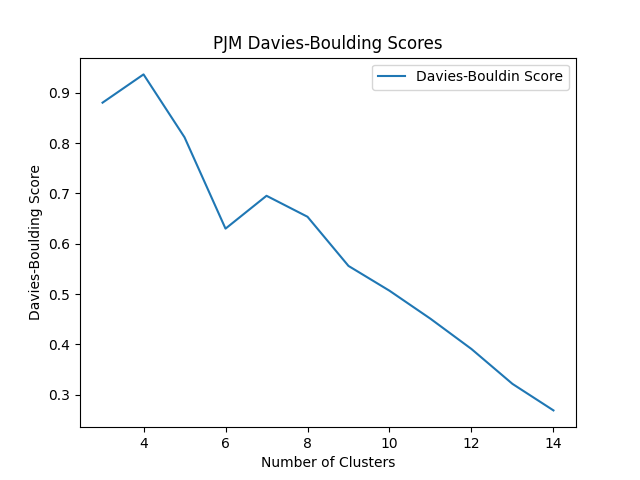 PJM Davies-Boulding Scores
Davies-Bouldin Score
Davies-Boulding Score
0.9
0.8
0.7
0.6
0.5
0.4
0.3
4 6 8 10 12 14
Number of Clusters